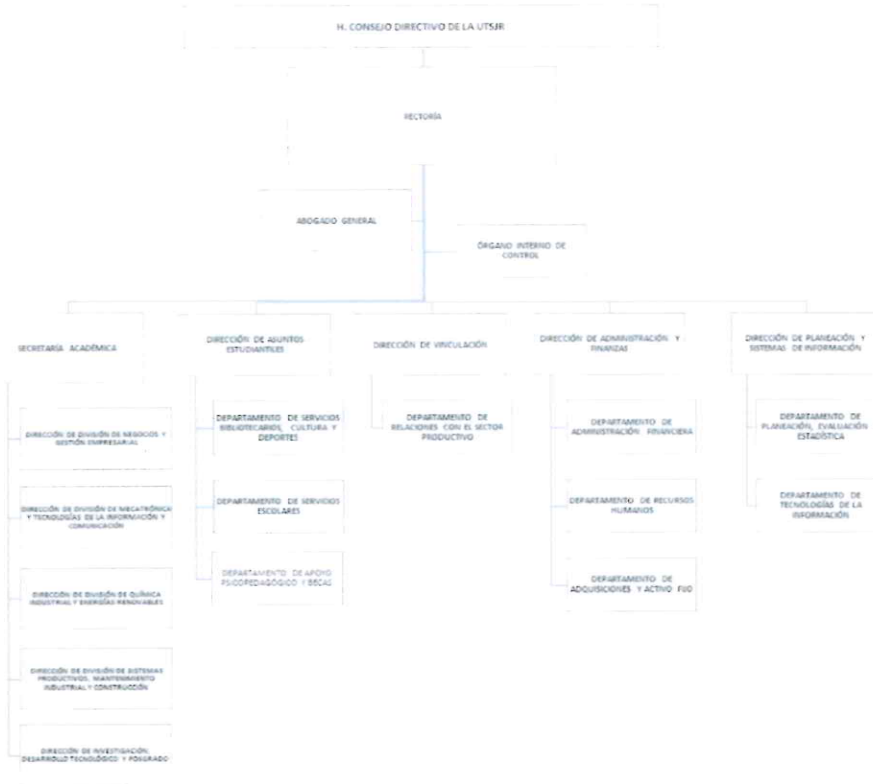 H. CONSEJO DIRECTIVO DE LA UTSJR
RECTORÍA
ABOGADO GENERAL
ÓRGANO INTERNO DE
CONTROL
SECRETARÍA ACADÉMICA
DIRECCIÓN DE ASUNTOS
ESTUDIANTILES
DIRECCIÓN DE VINCULACIÓN
DIRECCIÓN DE ADMINISTRACIÓN Y
FINANZAS
DIRECCIÓN DE PLANEACIÓN Y
SISTEMAS DE INFORMACIÓN
DIRECCIÓN DE DIVISIÓN DE NEGOCIOS Y
GESTIÓN EMPRESARIAL
DIRECCIÓN DE DIVISIÓN DE MECATRÓNICA
Y TECNOLOGÍAS DE LA INFORMACIÓN Y
COMUNICACIÓN
DIRECCIÓN DE DIVISIÓN DE QUÍMICA
INDUSTRIAL Y ENERGÍAS RENOVABLES
DIRECCIÓN DE DIVISIÓN DE SISTEMAS
PRODUCTIVOS, MANTENIMIENTO
INDUSTRIAL Y CONSTRUCCIÓN
DIRECCIÓN DE INVESTIGACIÓN,
DESARROLLO TECNOLÓGICO Y POSGRADO
DEPARTAMENTO DE SERVICIOS
BIBLIOTECARIOS, CULTURA Y
DEPORTES
DEPARTAMENTO DE SERVICIOS
ESCOLARES
DEPARTAMENTO DE APOYO
PSICOPEDAGÓGICO Y BECAS
DEPARTAMENTO DE
RELACIONES CON EL SECTOR
PRODUCTIVO
DEPARTAMENTO DE
ADMINISTRACIÓN FINANCIERA
DEPARTAMENTO DE RECURSOS
HUMANOS
DEPARTAMENTO DE
ADQUISICIONES Y ACTIVO FIJO
DEPARTAMENTO DE
PLANEACIÓN, EVALUACIÓN
ESTADÍSTICA
DEPARTAMENTO DE
TECNOLOGÍAS DE LA
INFORMACIÓN